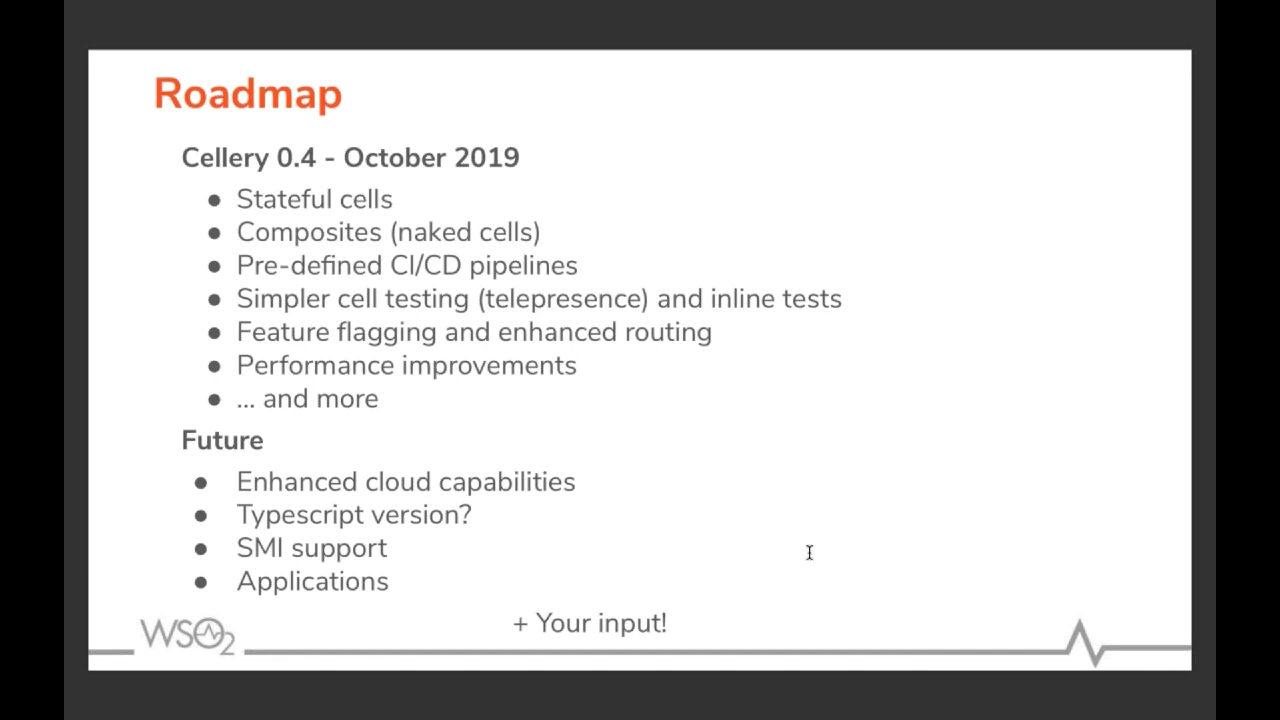 Roadmap
Cellery 0.4 - October 2019
● Stateful cells
● Composites (naked cells)
● Pre-defined CI/CD pipelines
● Simpler cell testing (telepresence) and inline tests
● Feature flagging and enhanced routing
● Performance improvements
● ... and more
Future
● Enhanced cloud capabilities
● Typescript version?
● SMI support
● Applications
+ Your input!
WSO2